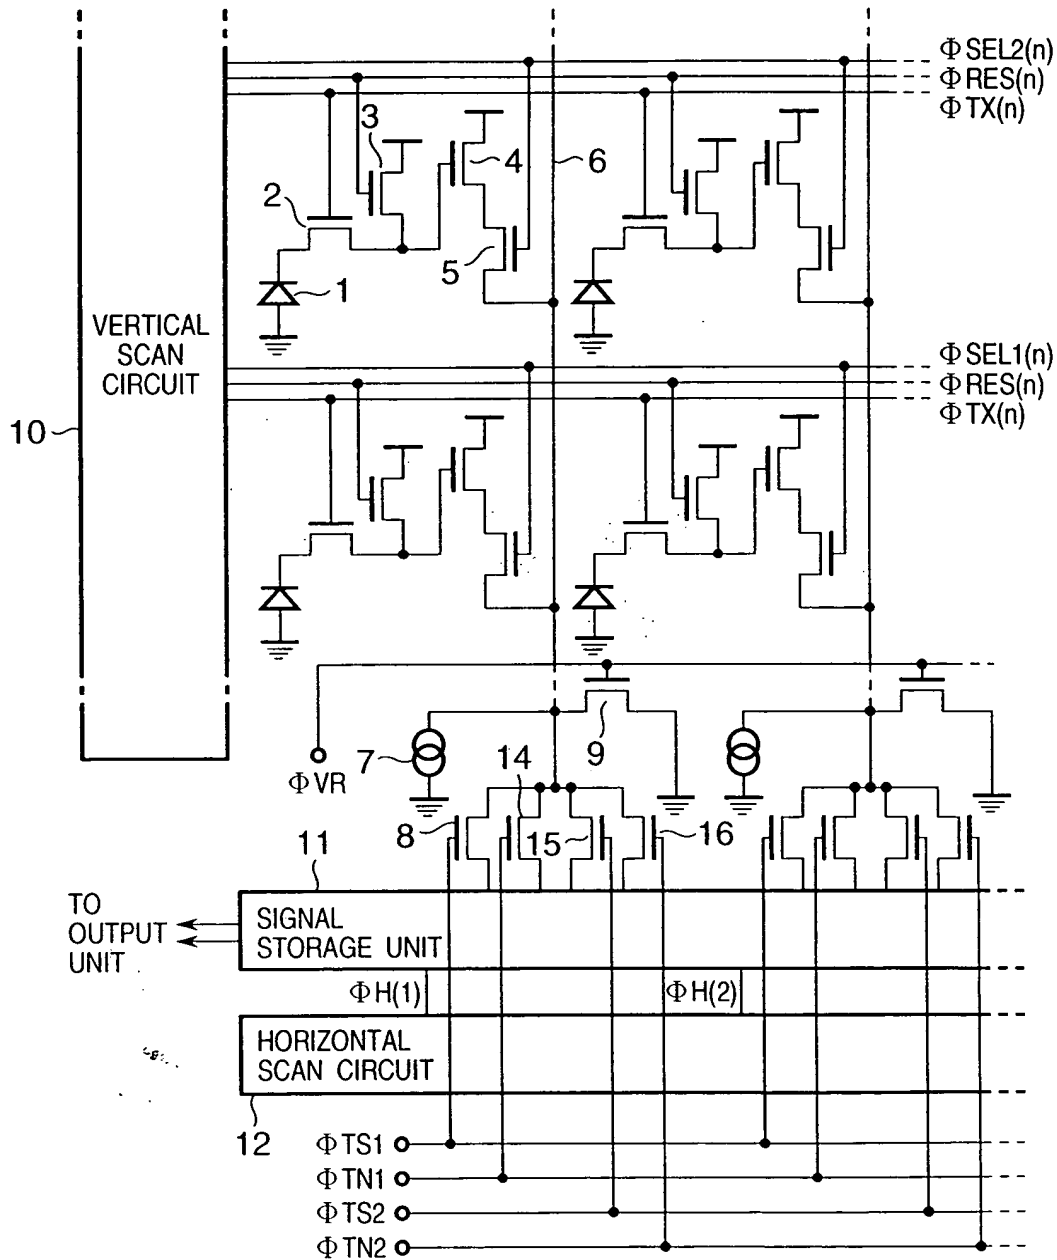 ΦSEL2(n)
ΦRES(n)
ΦTX(n)
3
4
6
2
5
1
VERTICAL
SCAN
CIRCUIT
ΦSEL1(n)
ΦRES(n)
ΦTX(n)
10
9
7
14
ΦVR
8
15
16
11
TO
OUTPUT
UNIT
SIGNAL
STORAGE UNIT
ΦH(1)
ΦH(2)
HORIZONTAL
SCAN CIRCUIT
12
ΦTS1
ΦTN1
ΦTS2
ΦTN2